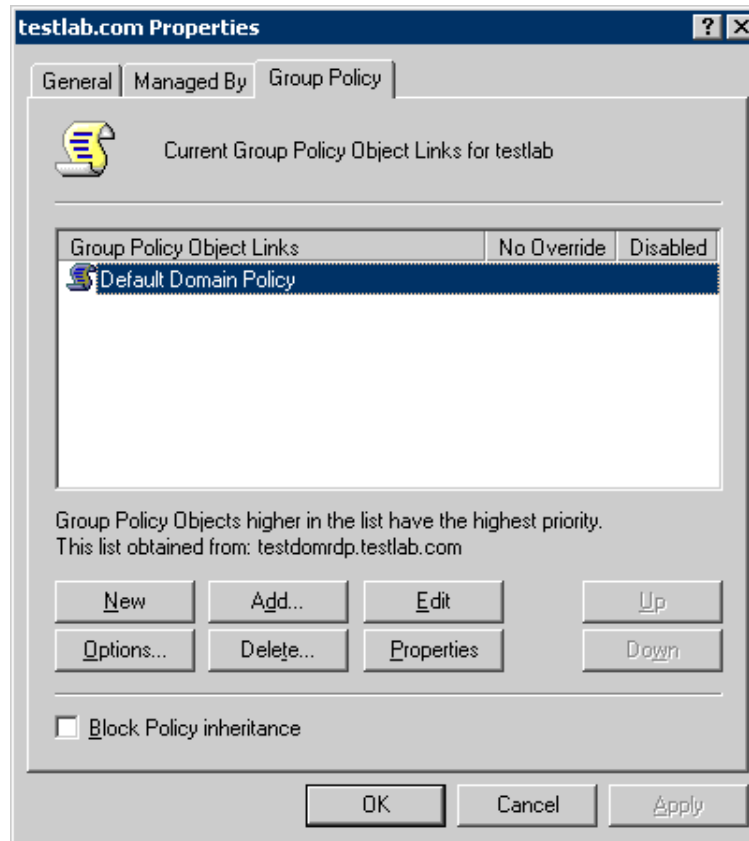 testlab.com Properties
General Managed By Group Policy
Current Group Policy Object Links for testlab
Group Policy Object Links No Override Disabled
Default Domain Policy
Group Policy Objects higher in the list have the highest priority.
This list obtained from: testdomrdp.testlab.com
New Add... Edit Up
Options... Delete... Properties Down
Block Policy inheritance
OK Cancel Apply